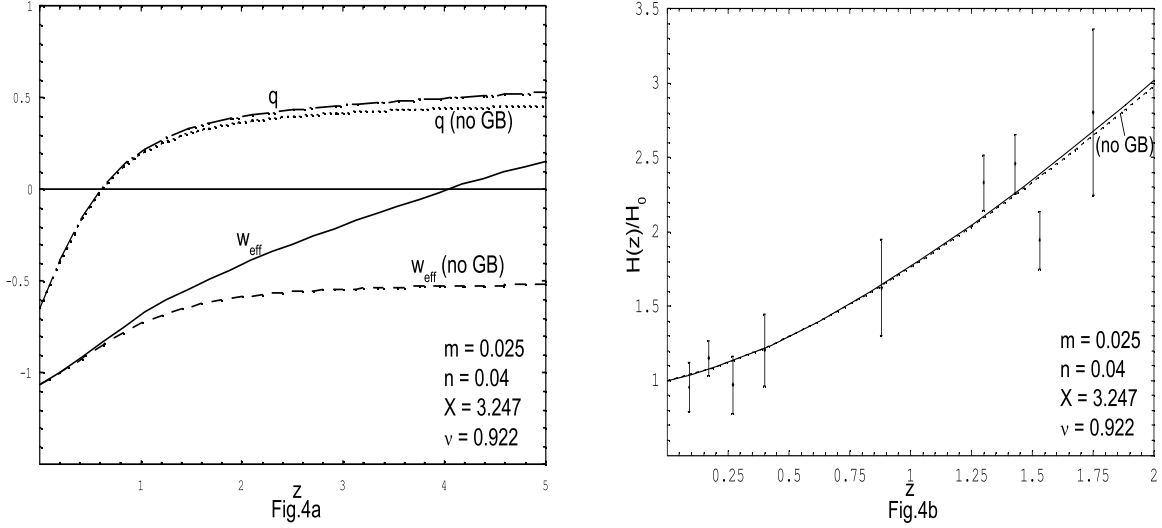 1
0.5
0
-0.5
-1
q
q (no GB)
w_eff
w_eff (no GB)
m = 0.025
n = 0.04
X = 3.247
ν = 0.922
1
2
3
4
5
z
Fig.4a
H(z)/H_0
3.5
3
2.5
2
1.5
1
(no GB)
m = 0.025
n = 0.04
X = 3.247
ν = 0.922
0.25
0.5
0.75
1
1.25
1.5
1.75
2
z
Fig.4b